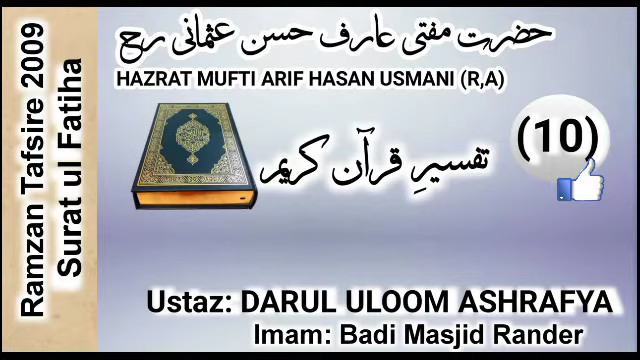 Ramzan Tafsire 2009
Surat ul Fatiha
حضرت مفتی عارف حسن عثمانی رح
HAZRAT MUFTI ARIF HASAN USMANI (R,A)
(10)
تفسیرِ قرآن کریم
Ustaz: DARUL ULOOM ASHRAFYA
Imam: Badi Masjid Rander